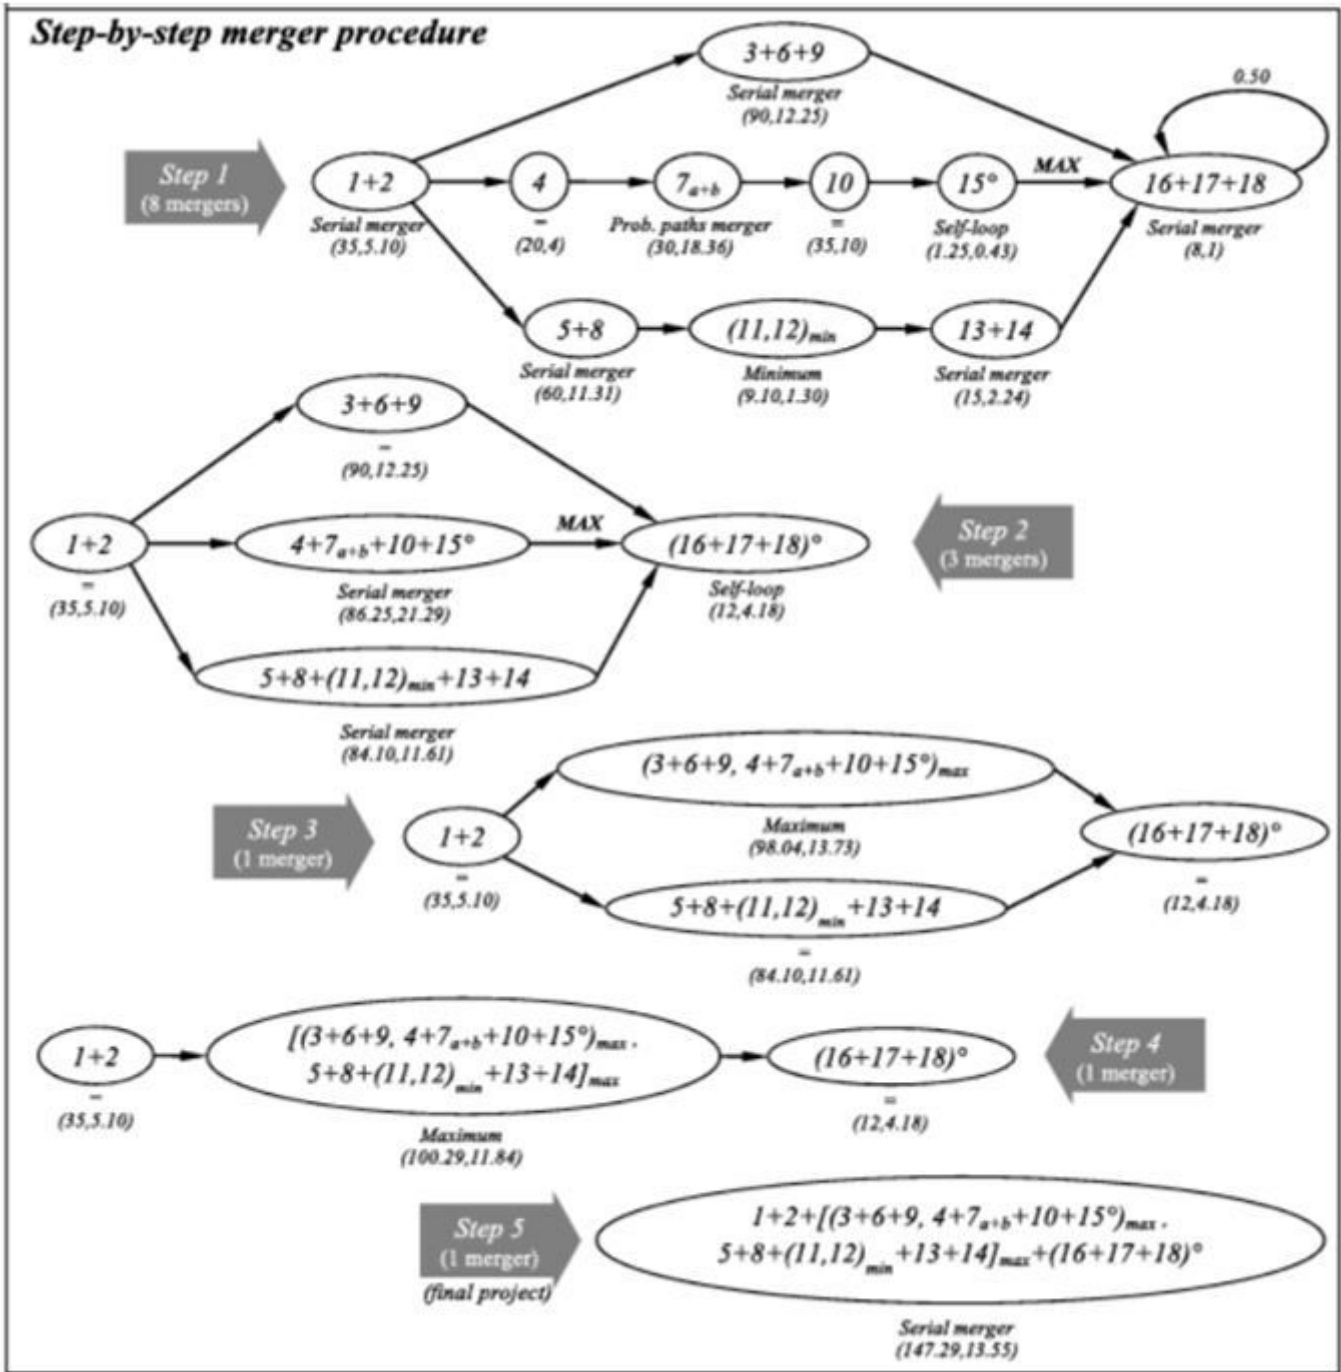 Step-by-step merger procedure
3+6+9
Serial merger
(90,12.25)
0.50
Step 1
(8 mergers)
1+2
Serial merger
(35,5.10)
4
=
(20,4)
7a+b
Prob. paths merger
(30,18.36)
10
=
(35,10)
15°
Self-loop
(1.25,0.43)
MAX
16+17+18
Serial merger
(8,1)
5+8
Serial merger
(60,11.31)
(11,12)min
Minimum
(9.10,1.30)
13+14
Serial merger
(15,2.24)
3+6+9
=
(90,12.25)
1+2
=
(35,5.10)
4+7a+b+10+15°
Serial merger
(86.25,21.29)
MAX
(16+17+18)°
Self-loop
(12,4.18)
Step 2
(3 mergers)
5+8+(11,12)min+13+14
Serial merger
(84.10,11.61)
Step 3
(1 merger)
1+2
=
(35,5.10)
(3+6+9, 4+7a+b+10+15°)max
Maximum
(98.04,13.73)
(16+17+18)°
=
(12,4.18)
5+8+(11,12)min+13+14
=
(84.10,11.61)
1+2
=
(35,5.10)
[(3+6+9, 4+7a+b+10+15°)max,
5+8+(11,12)min+13+14]max
Maximum
(100.29,11.84)
(16+17+18)°
=
(12,4.18)
Step 4
(1 merger)
Step 5
(1 merger)
(final project)
1+2+[(3+6+9, 4+7a+b+10+15°)max,
5+8+(11,12)min+13+14]max+(16+17+18)°
Serial merger
(147.29,13.55)